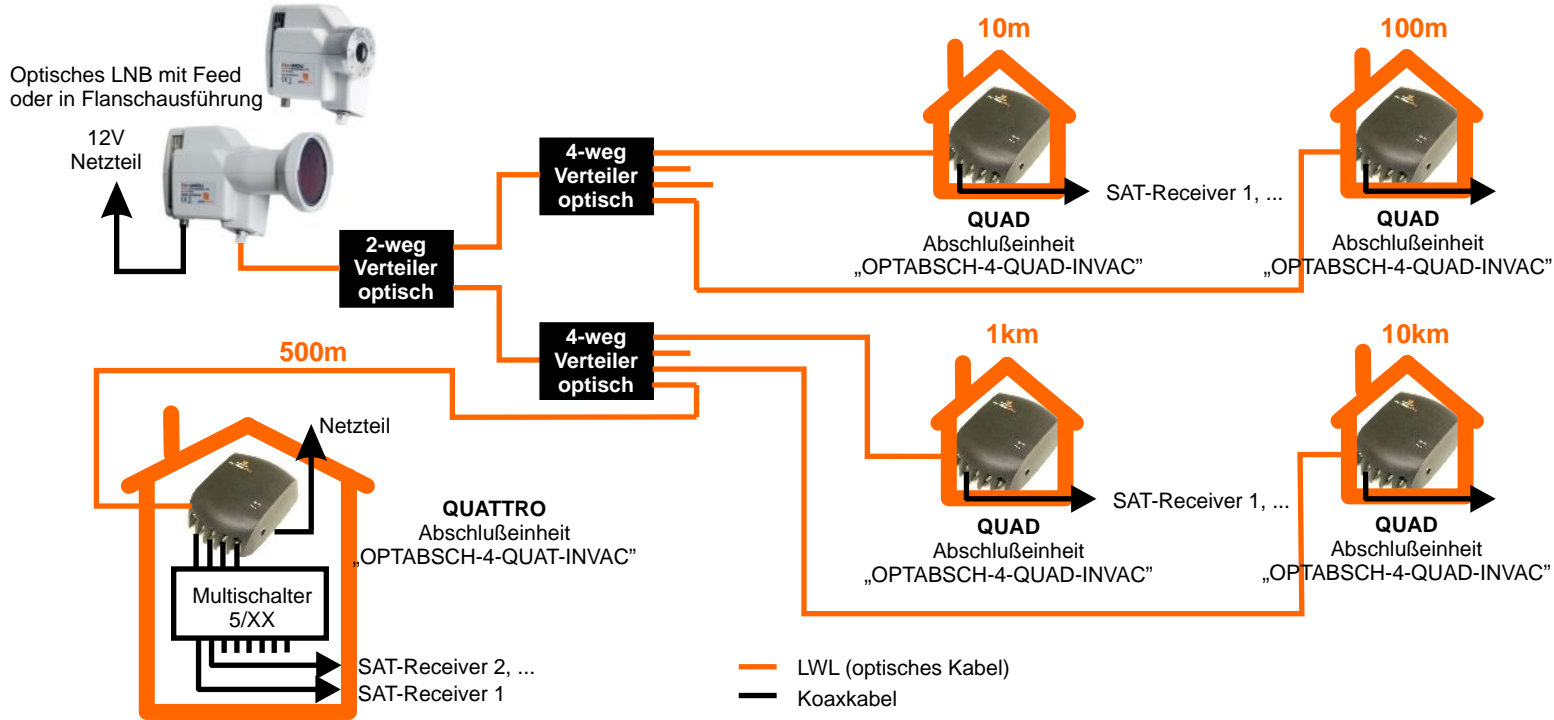 Optisches LNB mit Feed
oder in Flanschausführung
12V
Netzteil
2-weg
Verteiler
optisch
4-weg
Verteiler
optisch
4-weg
Verteiler
optisch
10m
SAT-Receiver 1, ...
QUAD
Abschlußeinheit
„OPTABSCH-4-QUAD-INVAC”
100m
QUAD
Abschlußeinheit
„OPTABSCH-4-QUAD-INVAC”
500m
Netzteil
QUATTRO
Abschlußeinheit
„OPTABSCH-4-QUAT-INVAC”
Multischalter
5/XX
SAT-Receiver 2, ...
SAT-Receiver 1
1km
SAT-Receiver 1, ...
QUAD
Abschlußeinheit
„OPTABSCH-4-QUAD-INVAC”
10km
QUAD
Abschlußeinheit
„OPTABSCH-4-QUAD-INVAC”
LWL (optisches Kabel)
Koaxkabel